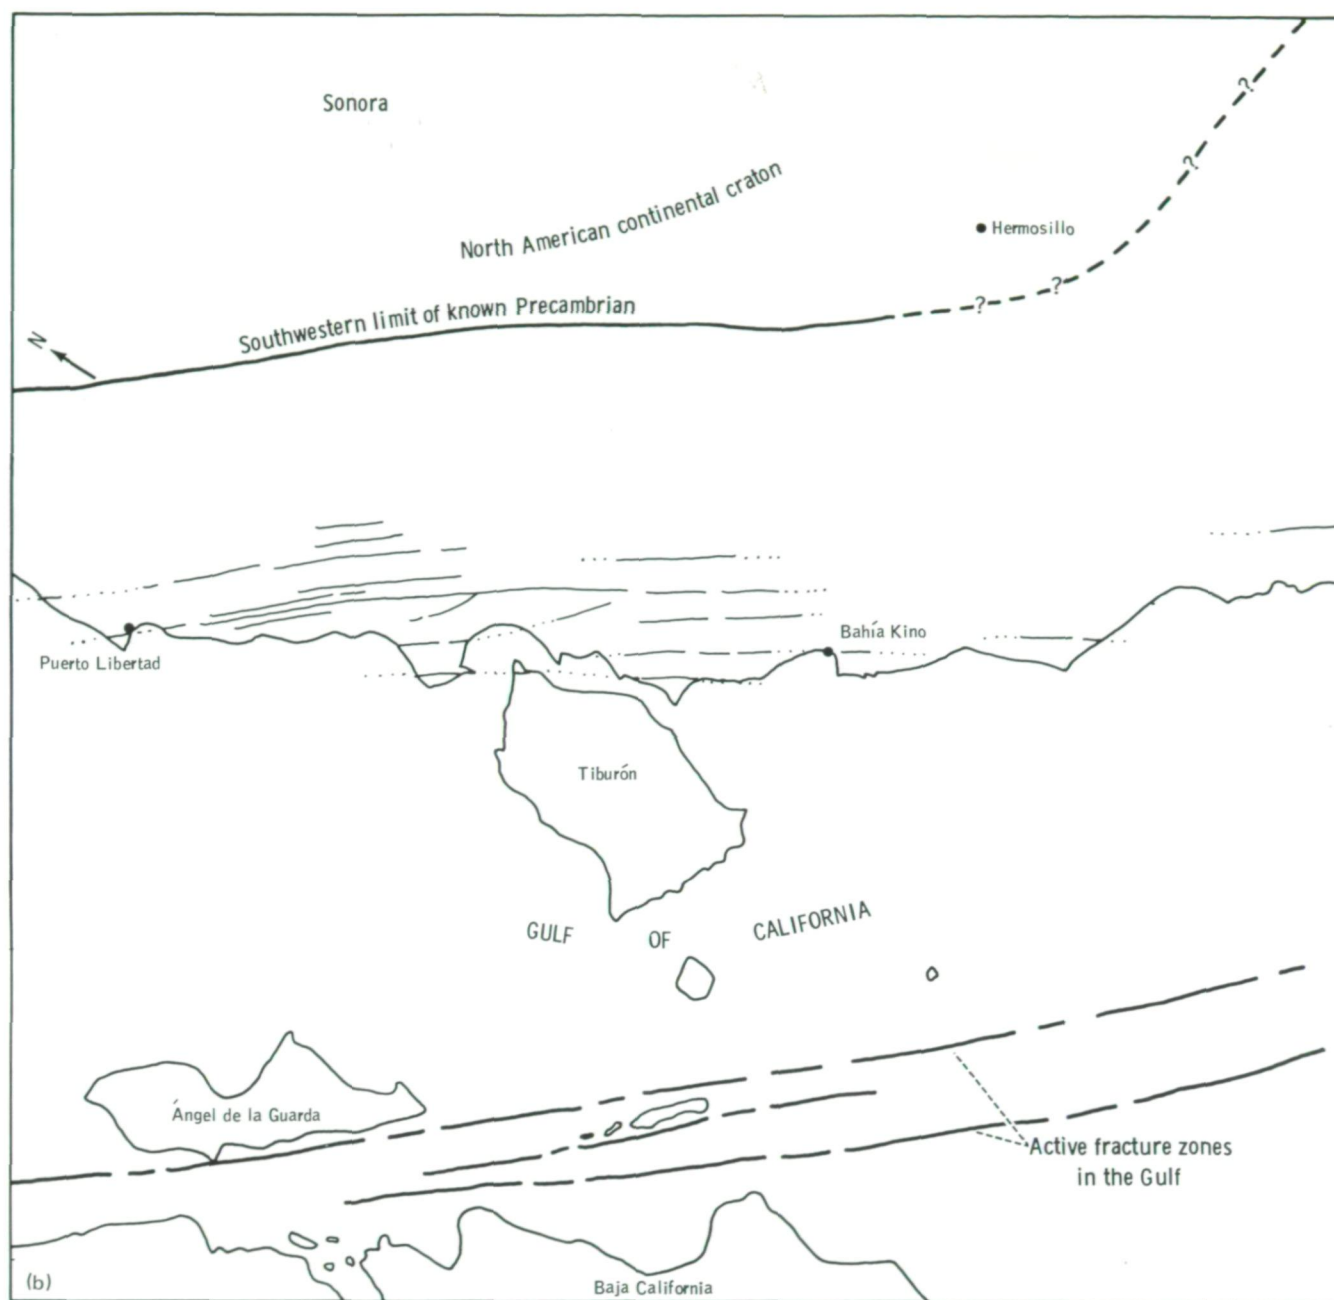 Sonora
North American continental craton
Hermosillo
?
?
?
?
Southwestern limit of known Precambrian
N
Puerto Libertad
Bahía Kino
Tiburón
GULF OF CALIFORNIA
Ángel de la Guarda
Active fracture zones
in the Gulf
Baja California
(b)